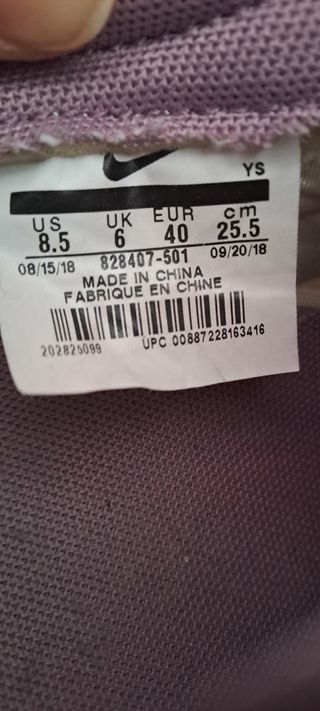 YS
US UK EUR cm
8.5 6 40 25.5
08/15/18 828407-501 09/20/18
MADE IN CHINA
FABRIQUE EN CHINE
202825099 UPC 00887228163416